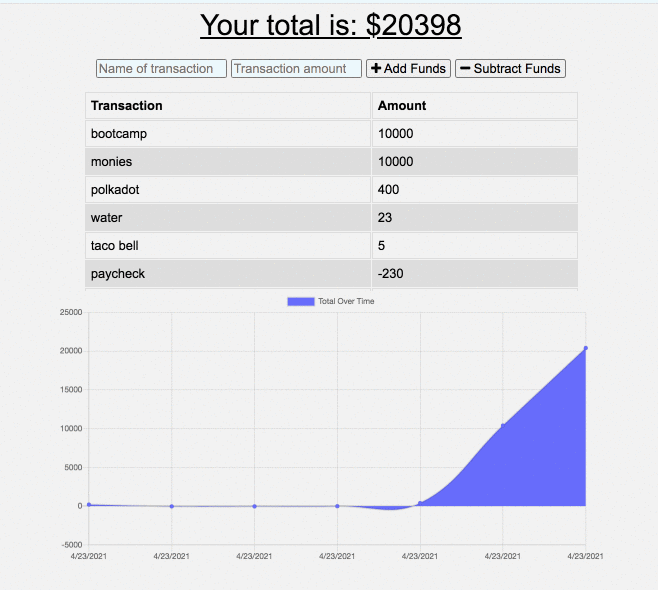 Your total is: $20398
Name of transaction Transaction amount + Add Funds − Subtract Funds
Transaction Amount
bootcamp 10000
monies 10000
polkadot 400
water 23
taco bell 5
paycheck -230
Total Over Time
25000
20000
15000
10000
5000
0
-5000
4/23/2021 4/23/2021 4/23/2021 4/23/2021 4/23/2021 4/23/2021 4/23/2021